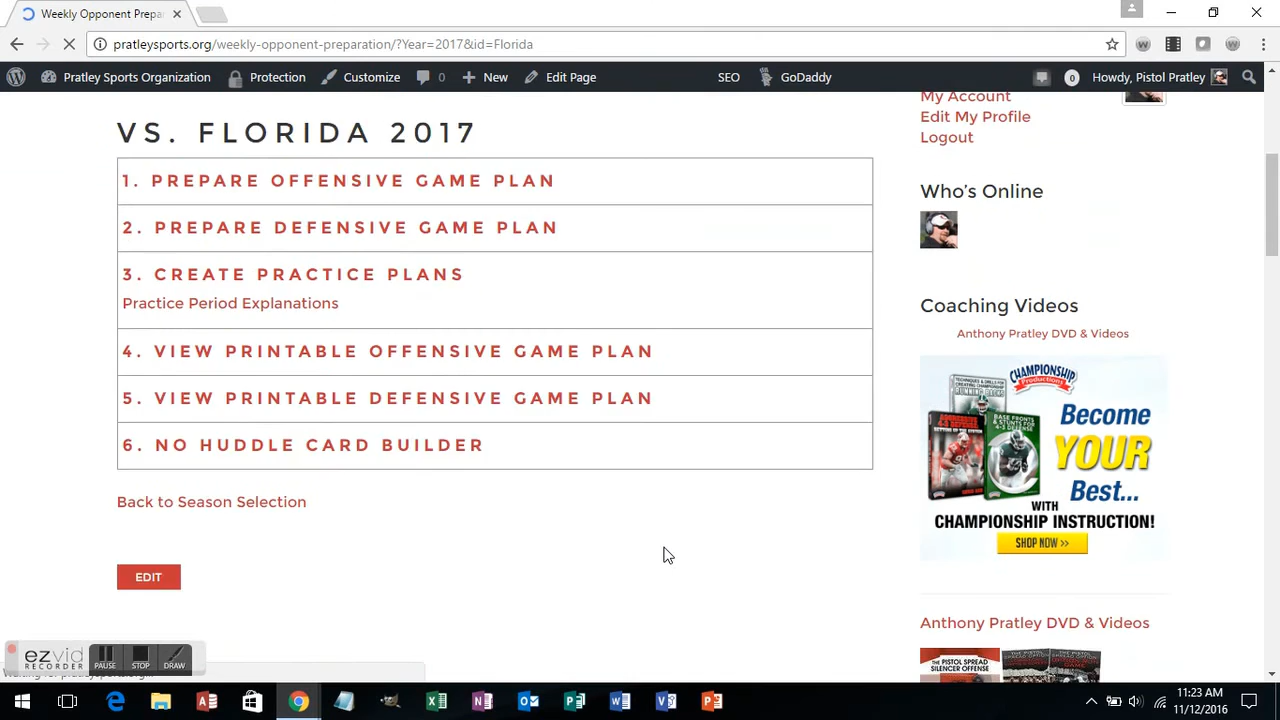 Weekly Opponent Prepar
pratleysports.org/weekly-opponent-preparation/?Year=2017&id=Florida
Pratley Sports Organization
Protection
Customize
0
New
Edit Page
SEO
GoDaddy
0
Howdy, Pistol Pratley
My Account
Edit My Profile
Logout
VS. FLORIDA 2017
1. PREPARE OFFENSIVE GAME PLAN
2. PREPARE DEFENSIVE GAME PLAN
3. CREATE PRACTICE PLANS
Practice Period Explanations
4. VIEW PRINTABLE OFFENSIVE GAME PLAN
5. VIEW PRINTABLE DEFENSIVE GAME PLAN
6. NO HUDDLE CARD BUILDER
Back to Season Selection
EDIT
Who's Online
Coaching Videos
Anthony Pratley DVD & Videos
CHAMPIONSHIP
Productions
Become
YOUR
Best...
WITH
CHAMPIONSHIP INSTRUCTION!
SHOP NOW >>
Anthony Pratley DVD & Videos
ezvid
RECORDER
PAUSE
STOP
DRAW
11:23 AM
11/12/2016